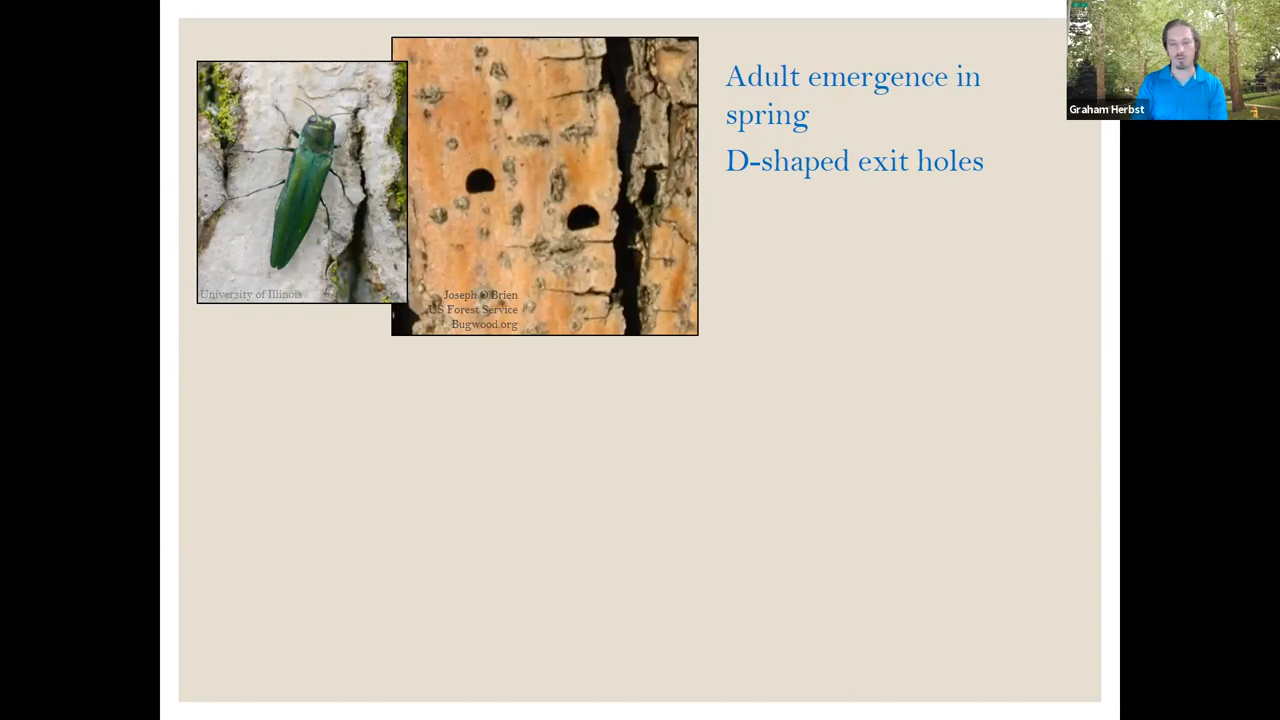 Adult emergence in
spring
D-shaped exit holes
University of Illinois
Joseph O'Brien
US Forest Service
Bugwood.org
Graham Herbst